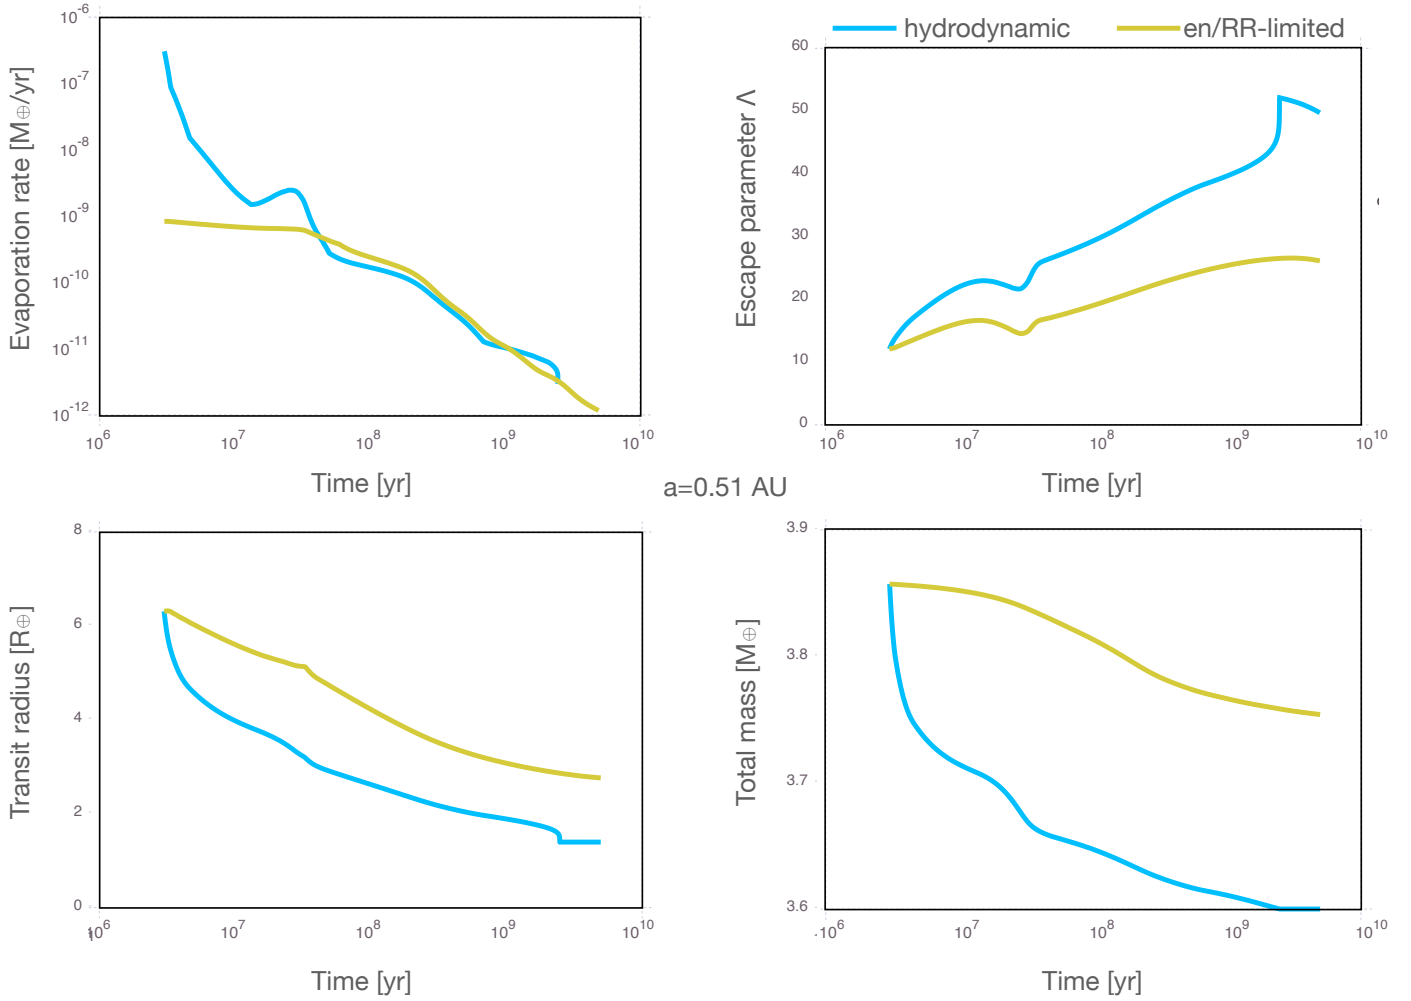 hydrodynamic en/RR-limited
Evaporation rate [M⊕/yr]
10^-6
10^-7
10^-8
10^-9
10^-10
10^-11
10^-12
10^6 10^7 10^8 10^9 10^10
Time [yr]
Escape parameter Λ
60
50
40
30
20
10
0
10^6 10^7 10^8 10^9 10^10
Time [yr]
a=0.51 AU
Transit radius [R⊕]
8
6
4
2
0
10^6 10^7 10^8 10^9 10^10
Time [yr]
Total mass [M⊕]
3.9
3.8
3.7
3.6
10^6 10^7 10^8 10^9 10^10
Time [yr]